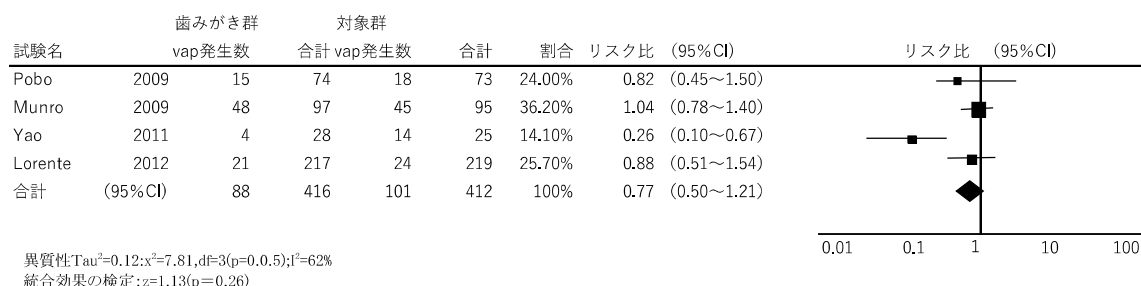 歯みがき群 対象群
試験名 vap発生数 合計 vap発生数 合計 割合 リスク比 (95%CI) リスク比 (95%CI)
Pobo 2009 15 74 18 73 24.00% 0.82 (0.45～1.50)
Munro 2009 48 97 45 95 36.20% 1.04 (0.78～1.40)
Yao 2011 4 28 14 25 14.10% 0.26 (0.10～0.67)
Lorente 2012 21 217 24 219 25.70% 0.88 (0.51～1.54)
合計 (95%CI) 88 416 101 412 100% 0.77 (0.50～1.21)
0.01 0.1 1 10 100
異質性Tau²=0.12:x²=7.81,df=3(p=0.0.5);I²=62%
統合効果の検定:z=1.13(p＝0.26)